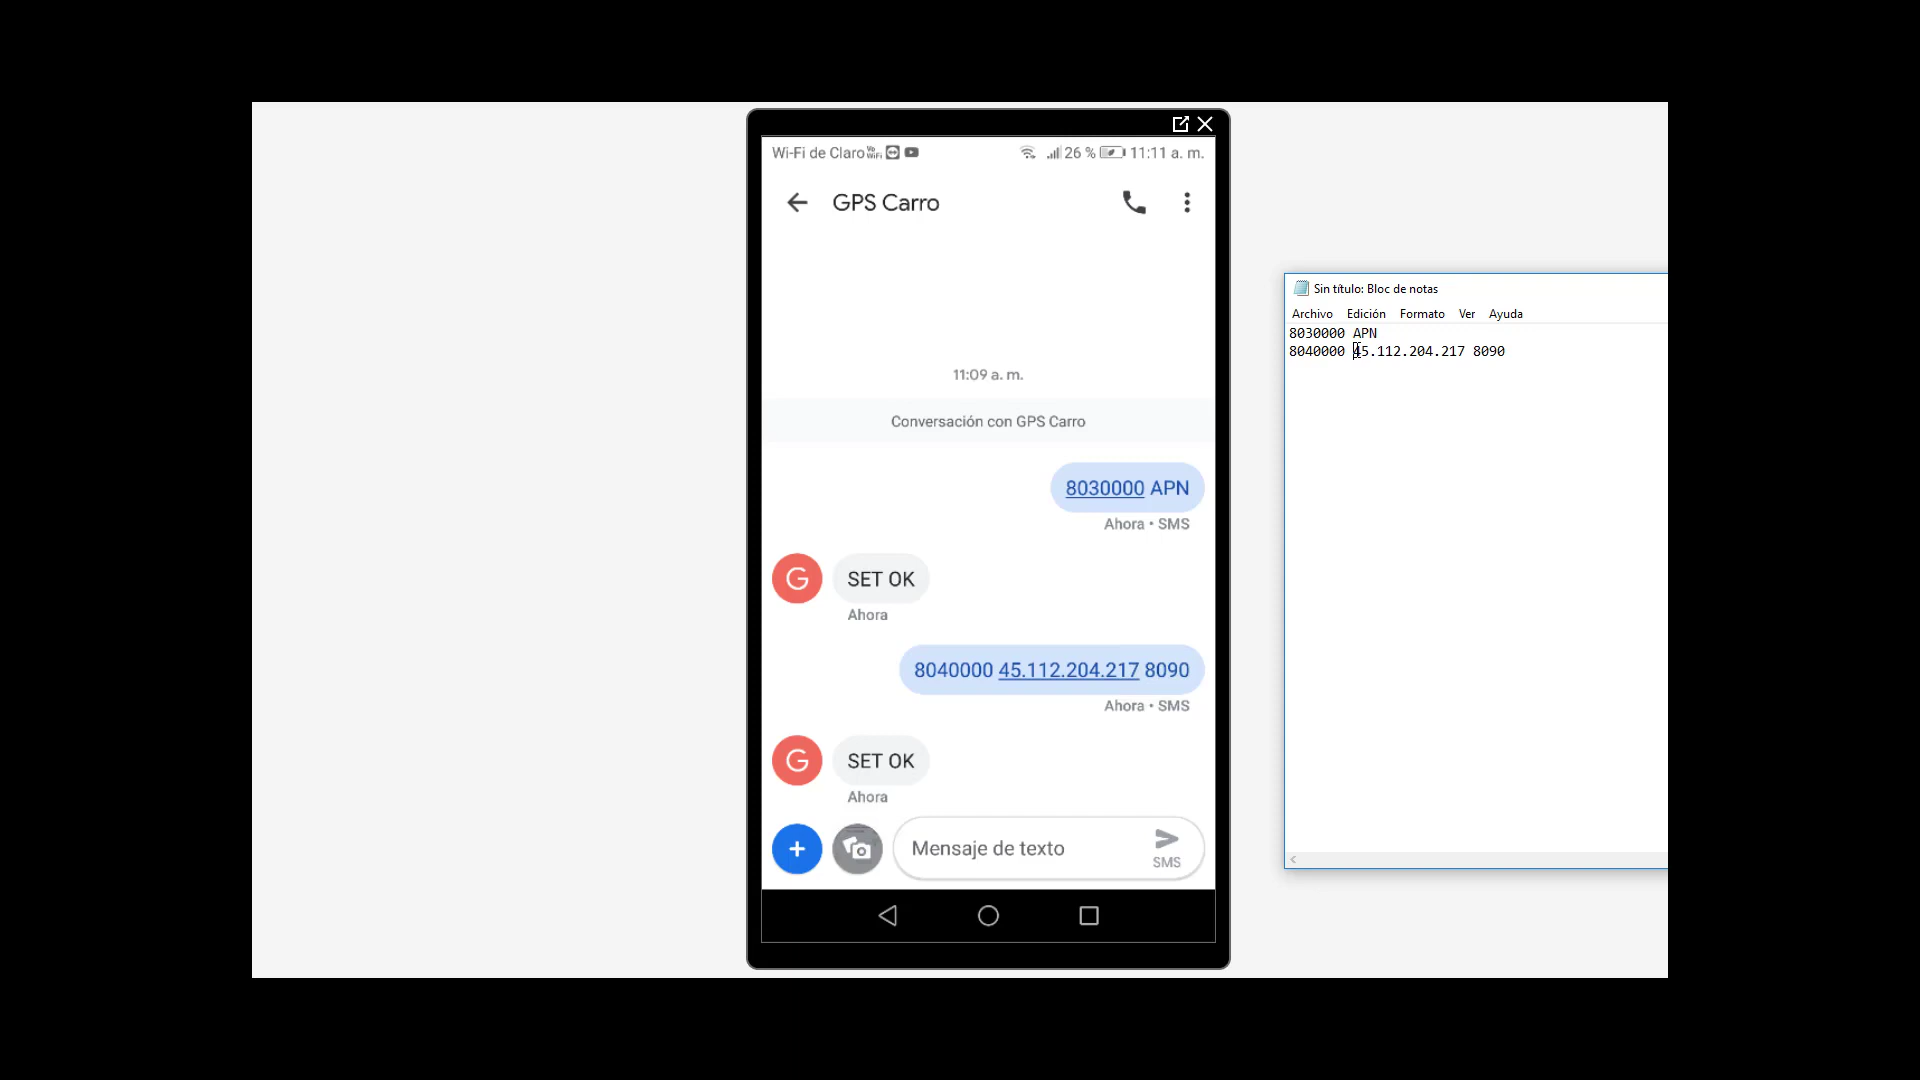 Wi-Fi de Claro Vo WiFi 26 % 11:11 a. m.
GPS Carro
11:09 a. m.
Conversación con GPS Carro
8030000 APN
Ahora • SMS
G SET OK
Ahora
8040000 45.112.204.217 8090
Ahora • SMS
G SET OK
Ahora
Mensaje de texto
SMS
Sin título: Bloc de notas
Archivo Edición Formato Ver Ayuda
8030000 APN
8040000 45.112.204.217 8090